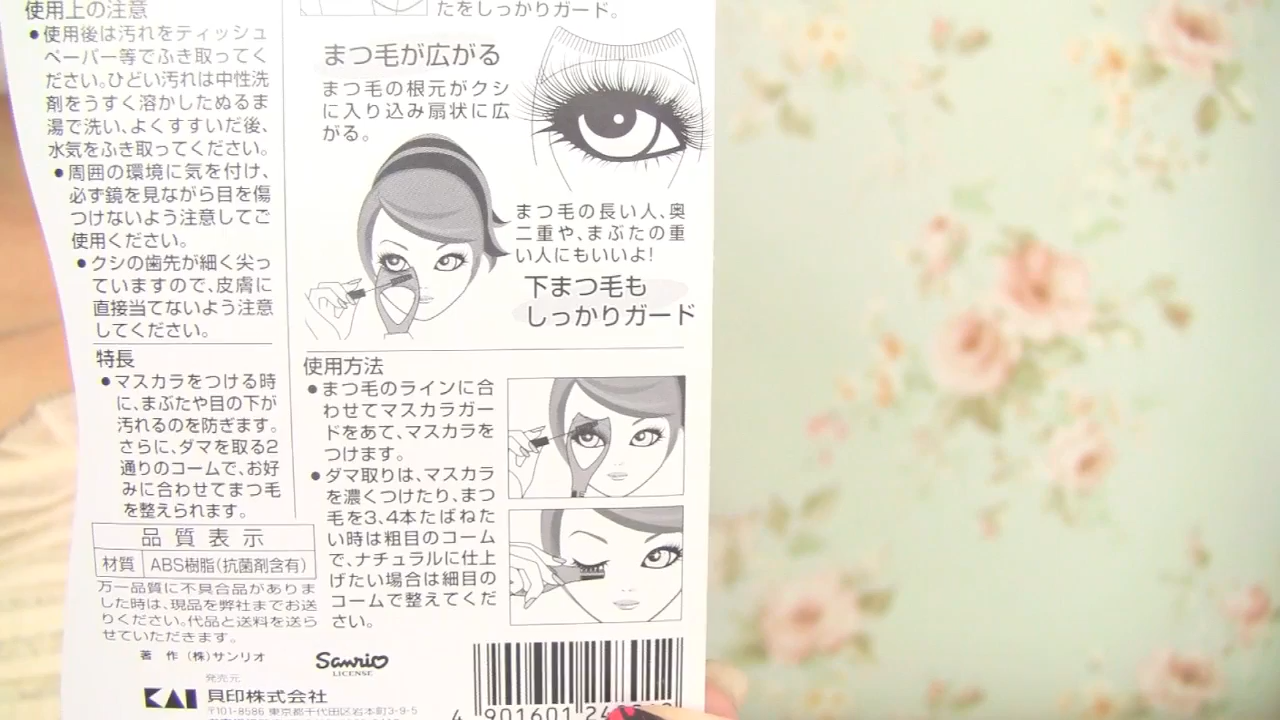 使用上の注意
●使用後は汚れをティッシュ
ペーパー等でふき取ってく
ださい。ひどい汚れは中性洗
剤をうすく溶かしたぬるま
湯で洗い、よくすすいだ後、
水気をふき取ってください。
●周囲の環境に気を付け、
必ず鏡を見ながら目を傷
つけないよう注意してご
使用ください。
●クシの歯先が細く尖っ
ていますので、皮膚に
直接当てないよう注意
してください。
特長
●マスカラをつける時
に、まぶたや目の下が
汚れるのを防ぎます。
さらに、ダマを取る2
通りのコームで、お好
みに合わせてまつ毛
を整えられます。
品質表示
材質 ABS樹脂(抗菌剤含有)
万一品質に不具合品がありま
した時は、現品を弊社までお送
りください。代品と送料を送ら
せていただきます。
著作(株)サンリオ
Sanrio
LICENSE
発売元
KAI 貝印株式会社
〒101-8586 東京都千代田区岩本町3-9-5
たをしっかりガード。
まつ毛が広がる
まつ毛の根元がクシ
に入り込み扇状に広
がる。
まつ毛の長い人、奥
二重や、まぶたの重
い人にもいいよ!
下まつ毛も
しっかりガード
使用方法
●まつ毛のラインに合
わせてマスカラガー
ドをあて、マスカラを
つけます。
●ダマ取りは、マスカラ
を濃くつけたり、まつ
毛を3、4本たばねた
い時は粗目のコーム
で、ナチュラルに仕上
げたい場合は細目の
コームで整えてくだ
さい。
4 901601